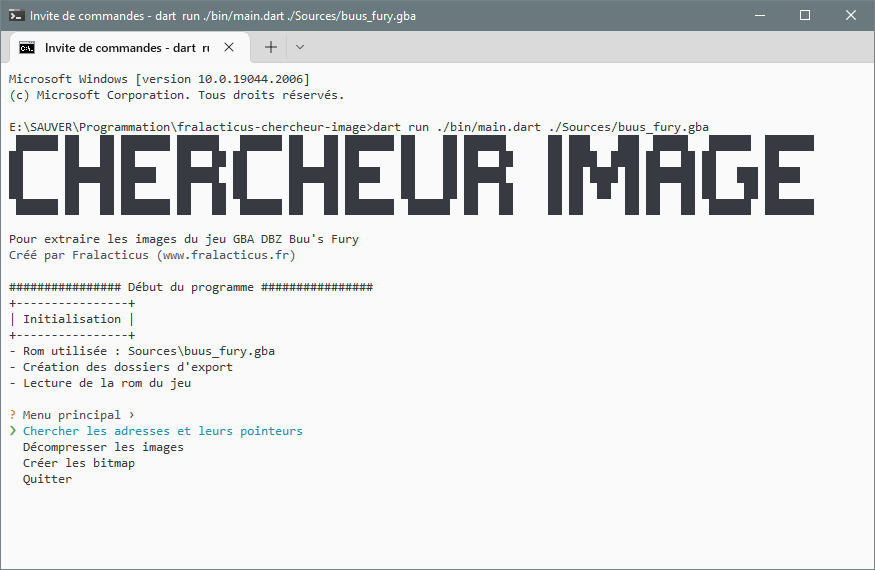 Invite de commandes - dart run ./bin/main.dart ./Sources/buus_fury.gba
Invite de commandes - dart ru
Microsoft Windows [version 10.0.19044.2006]
(c) Microsoft Corporation. Tous droits réservés.
E:\SAUVER\Programmation\fralacticus-chercheur-image>dart run ./bin/main.dart ./Sources/buus_fury.gba
CHERCHEUR IMAGE
Pour extraire les images du jeu GBA DBZ Buu's Fury
Créé par Fralacticus (www.fralacticus.fr)
################ Début du programme ################
+----------------+
| Initialisation |
+----------------+
- Rom utilisée : Sources\buus_fury.gba
- Création des dossiers d'export
- Lecture de la rom du jeu
? Menu principal ›
❯ Chercher les adresses et leurs pointeurs
Décompresser les images
Créer les bitmap
Quitter